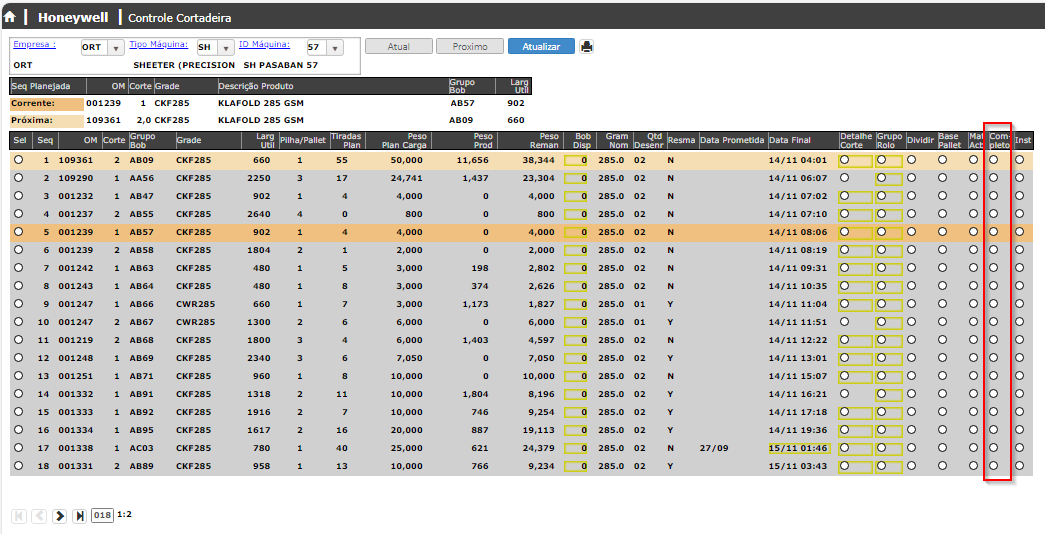 Honeywell Controle Cortadeira
Empresa : ORT Tipo Máquina: SH ID Máquina: 57 Atual Proximo Atualizar
ORT SHEETER (PRECISION SH PASABAN 57
Seq Planejada OM Corte Grade Descrição Produto Grupo Bob Larg Util
Corrente: 001239 1 CKF285 KLAFOLD 285 GSM AB57 902
Próxima: 109361 2,0 CKF285 KLAFOLD 285 GSM AB09 660
Sel Seq OM Corte Grupo Bob Grade Larg Util Pilha/Pallet Tiradas Plan Peso Plan Carga Peso Prod Peso Reman Bob Disp Gram Nom Qtd Desenr Resma Data Prometida Data Final Detalhe Corte Grupo Rolo Dividir Base Pallet Mat Act Com- pleto Inst
1 109361 2 AB09 CKF285 660 1 55 50,000 11,656 38,344 0 285.0 02 N 14/11 04:01
2 109290 1 AA56 CKF285 2250 3 17 24,741 1,437 23,304 0 285.0 02 N 14/11 06:07
3 001232 1 AB47 CKF285 902 1 4 4,000 0 4,000 0 285.0 02 N 14/11 07:02
4 001237 2 AB55 CKF285 2640 4 0 800 0 800 0 285.0 02 N 14/11 07:10
5 001239 1 AB57 CKF285 902 1 4 4,000 0 4,000 0 285.0 02 N 14/11 08:06
6 001239 2 AB58 CKF285 1804 2 1 2,000 0 2,000 0 285.0 02 N 14/11 08:19
7 001242 1 AB63 CKF285 480 1 5 3,000 198 2,802 0 285.0 02 N 14/11 09:31
8 001243 1 AB64 CKF285 480 1 8 3,000 374 2,626 0 285.0 02 N 14/11 10:35
9 001247 1 AB66 CWR285 660 1 7 3,000 1,173 1,827 0 285.0 01 Y 14/11 11:04
10 001247 2 AB67 CWR285 1300 2 6 6,000 0 6,000 0 285.0 01 Y 14/11 11:51
11 001219 2 AB68 CKF285 1800 3 4 6,000 1,403 4,597 0 285.0 02 N 14/11 12:22
12 001248 1 AB69 CKF285 2340 3 6 7,050 0 7,050 0 285.0 02 Y 14/11 13:01
13 001251 1 AB71 CKF285 960 1 8 10,000 0 10,000 0 285.0 02 N 14/11 15:07
14 001332 1 AB91 CKF285 1318 2 11 10,000 1,804 8,196 0 285.0 02 Y 14/11 16:21
15 001333 1 AB92 CKF285 1916 2 7 10,000 746 9,254 0 285.0 02 Y 14/11 17:18
16 001334 1 AB95 CKF285 1617 2 16 20,000 887 19,113 0 285.0 02 Y 14/11 19:36
17 001338 1 AC03 CKF285 780 1 40 25,000 621 24,379 0 285.0 02 N 27/09 15/11 01:46
18 001331 2 AB89 CKF285 958 1 13 10,000 766 9,234 0 285.0 02 Y 15/11 03:43
018 1:2